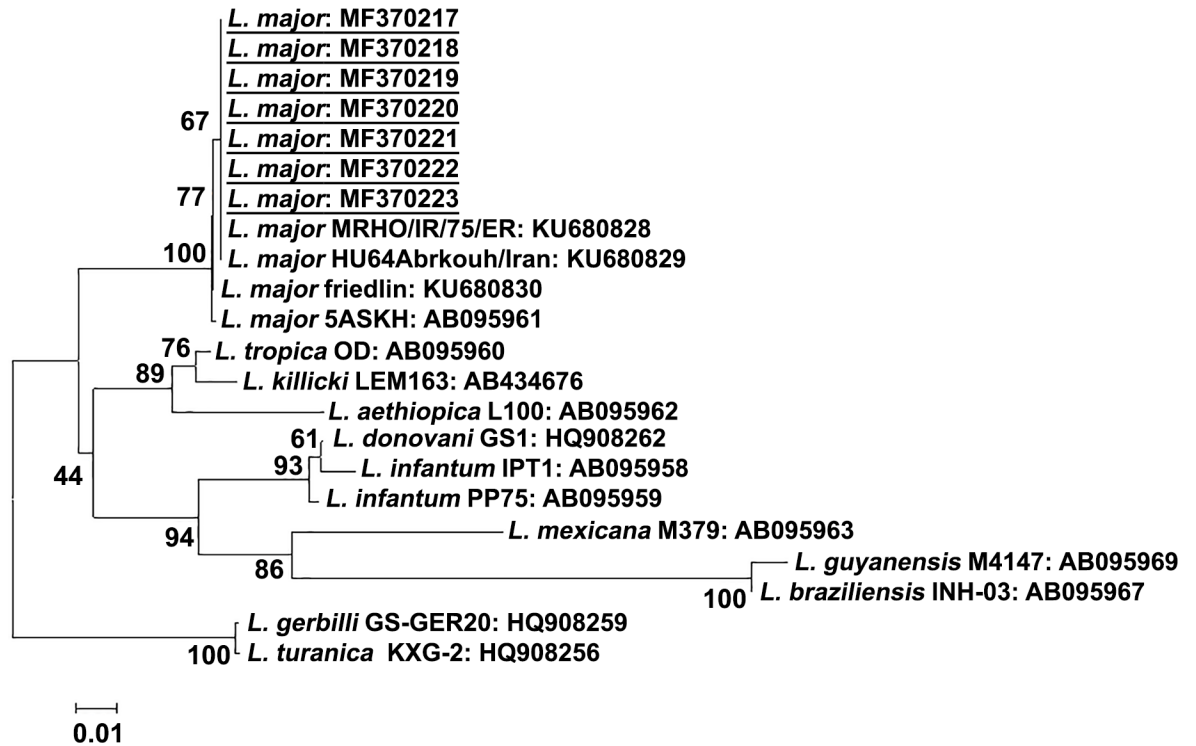 L. major: MF370217
L. major: MF370218
L. major: MF370219
L. major: MF370220
67
L. major: MF370221
L. major: MF370222
77
L. major: MF370223
L. major MRHO/IR/75/ER: KU680828
100
L. major HU64Abrkouh/Iran: KU680829
L. major friedlin: KU680830
L. major 5ASKH: AB095961
76
L. tropica OD: AB095960
89
L. killicki LEM163: AB434676
L. aethiopica L100: AB095962
61
L. donovani GS1: HQ908262
93
L. infantum IPT1: AB095958
44
L. infantum PP75: AB095959
94
L. mexicana M379: AB095963
86
L. guyanensis M4147: AB095969
100
L. braziliensis INH-03: AB095967
L. gerbilli GS-GER20: HQ908259
100
L. turanica KXG-2: HQ908256
0.01